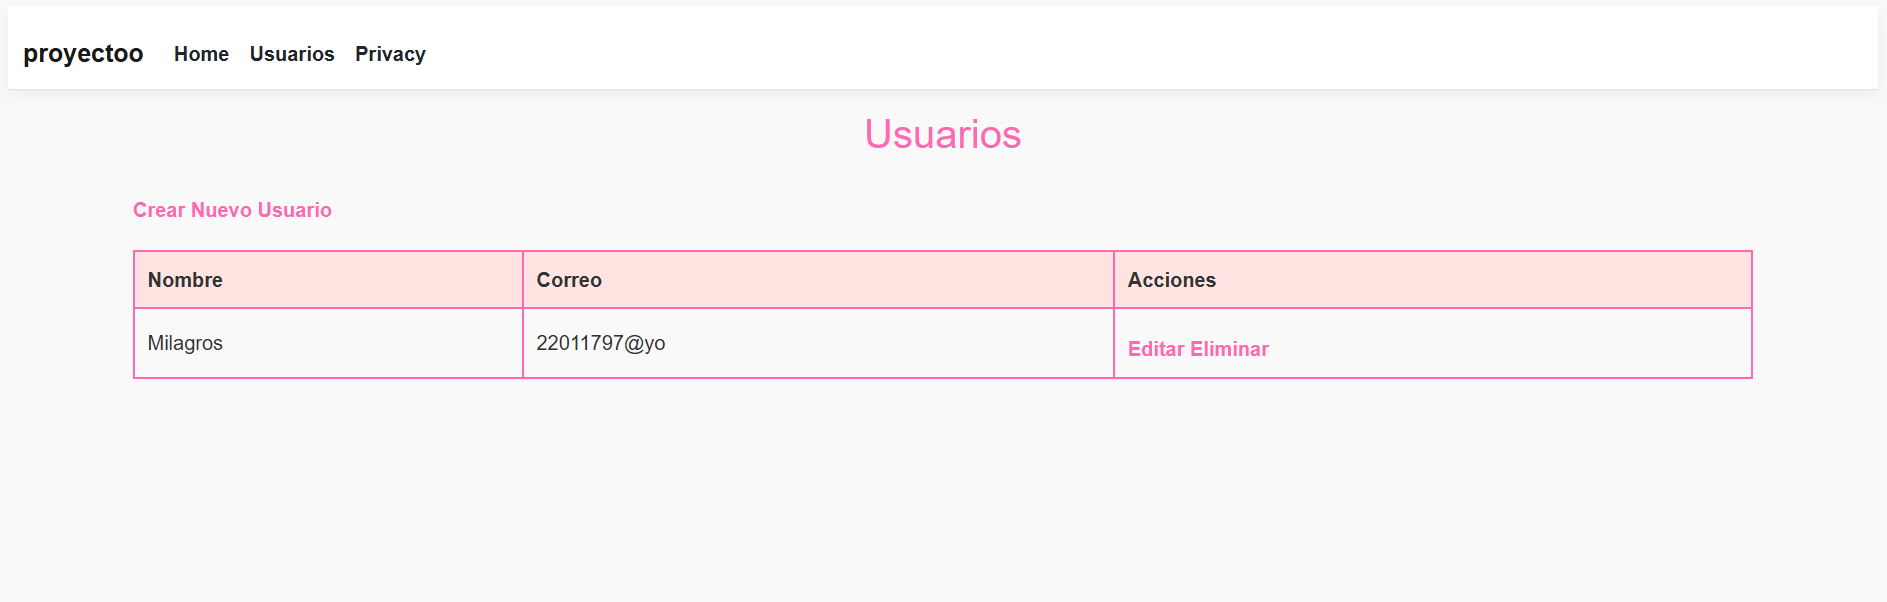 proyectoo Home Usuarios Privacy
Usuarios
Crear Nuevo Usuario
Nombre Correo Acciones
Milagros 22011797@yo Editar Eliminar